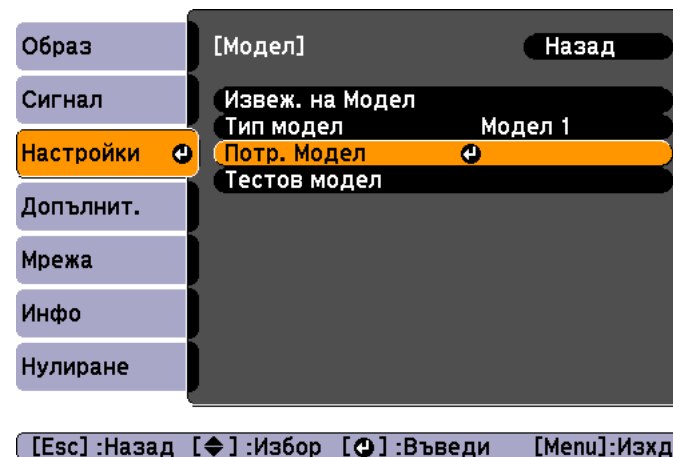 Образ
Сигнал
Настройки
Допълнит.
Мрежа
Инфо
Нулиране
[Модел] Назад
Извеж. на Модел
Тип модел Модел 1
Потр. Модел
Тестов модел
[Esc] :Назад [◆] :Избор [⏎] :Въведи [Menu]:Изхд